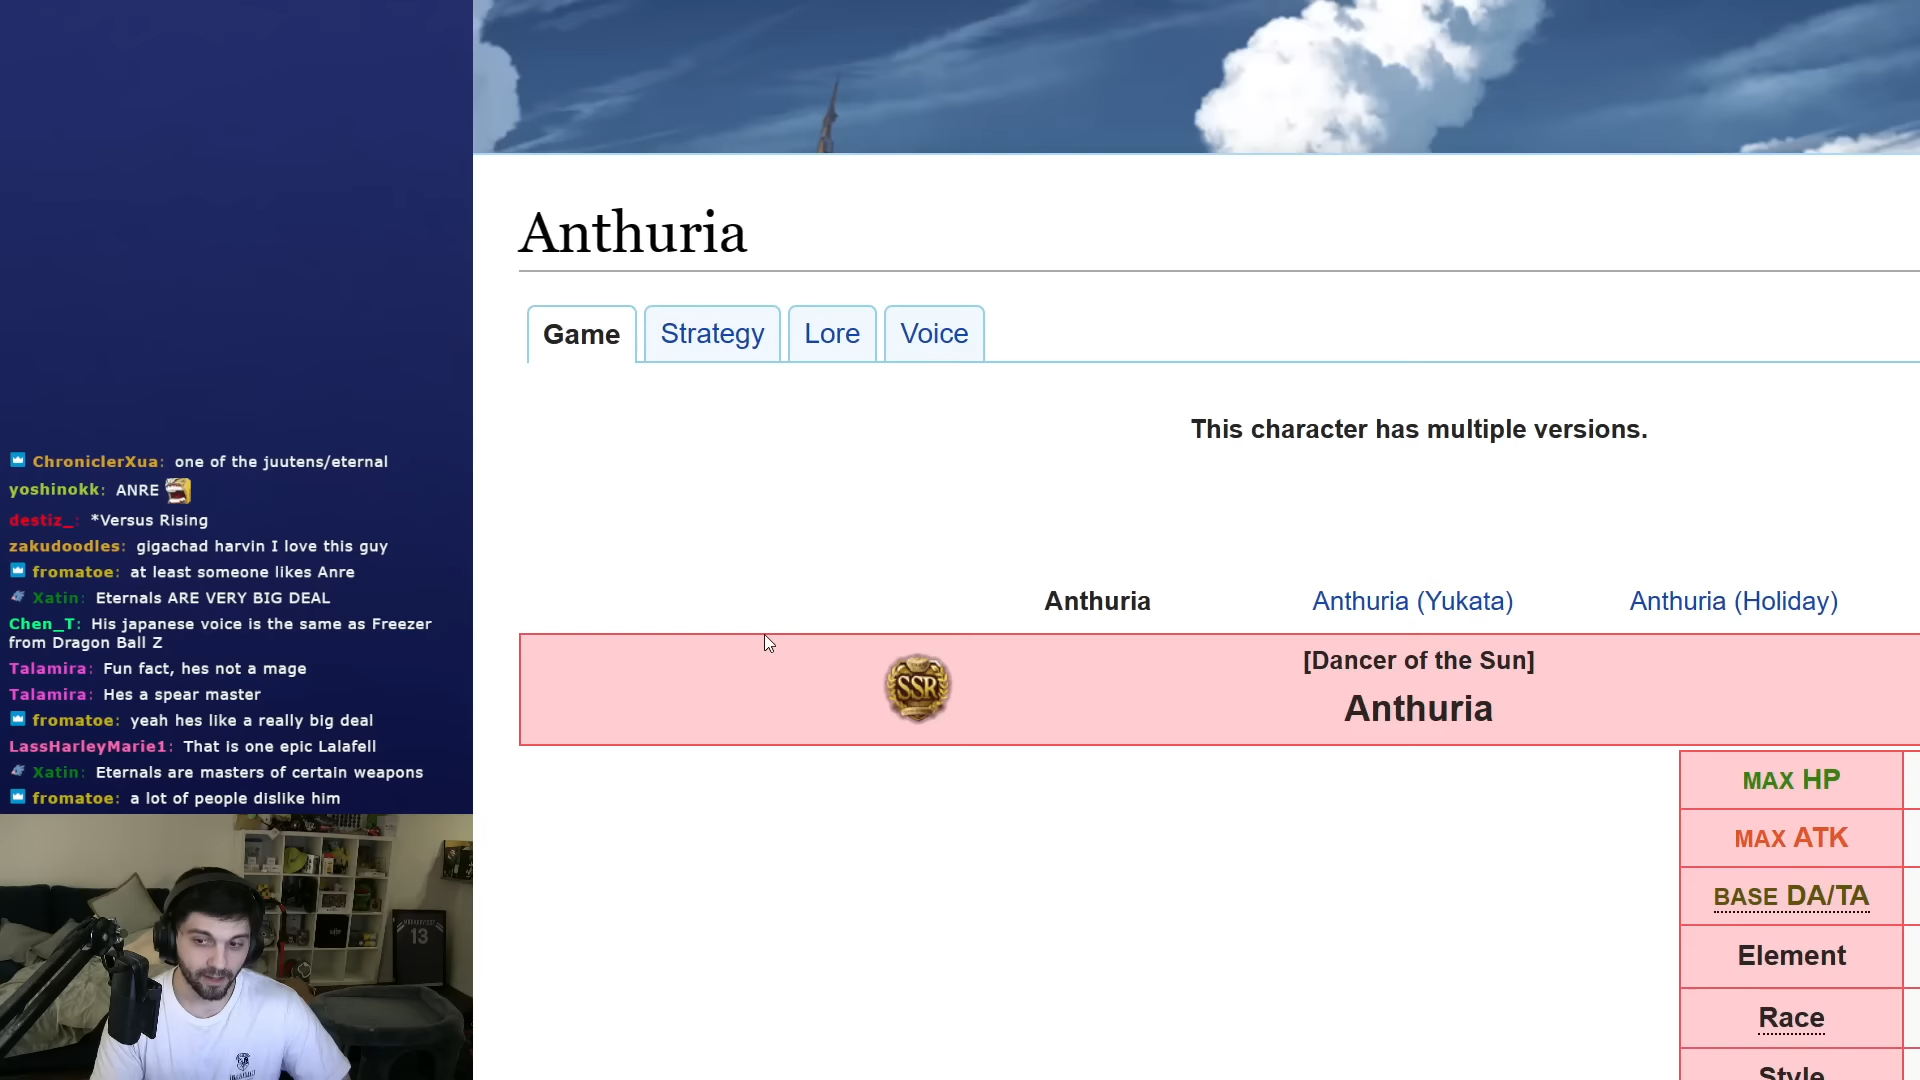 Anthuria
Game
Strategy
Lore
Voice
This character has multiple versions.
Anthuria
Anthuria (Yukata)
Anthuria (Holiday)
SSR
[Dancer of the Sun]
Anthuria
MAX HP
MAX ATK
BASE DA/TA
Element
Race
Style
ChroniclerXua: one of the juutens/eternal
yoshinokk: ANRE
destiz_: *Versus Rising
zakudoodles: gigachad harvin I love this guy
fromatoe: at least someone likes Anre
Xatin: Eternals ARE VERY BIG DEAL
Chen_T: His japanese voice is the same as Freezer
from Dragon Ball Z
Talamira: Fun fact, hes not a mage
Talamira: Hes a spear master
fromatoe: yeah hes like a really big deal
LassHarleyMarie1: That is one epic Lalafell
Xatin: Eternals are masters of certain weapons
fromatoe: a lot of people dislike him
13